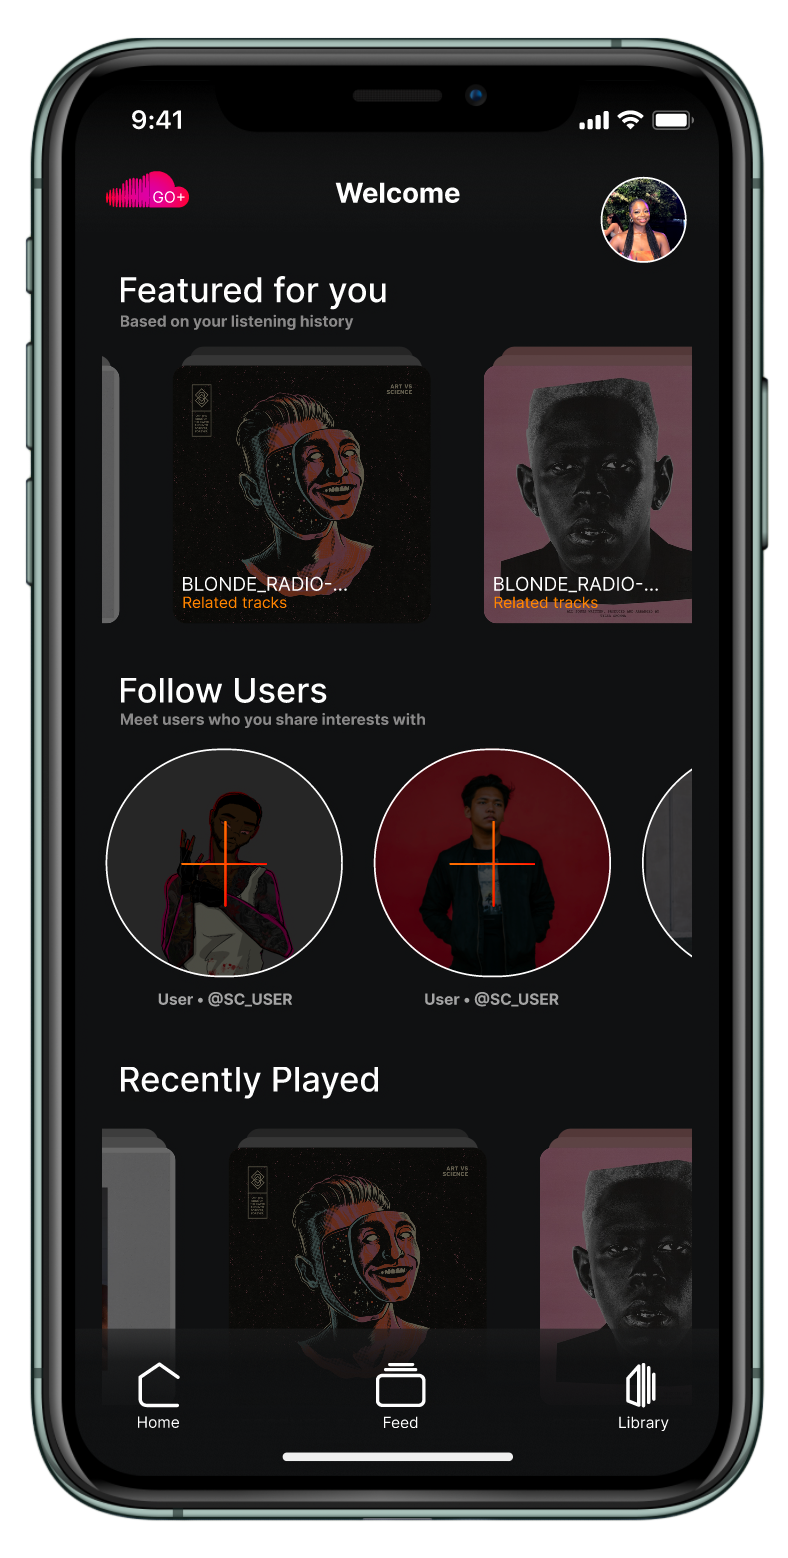 9:41
GO+
Welcome
Featured for you
Based on your listening history
ART VS
SCIENCE
BLONDE_RADIO-...
Related tracks
BLONDE_RADIO-...
Related tracks
Follow Users
Meet users who you share interests with
User • @SC_USER
User • @SC_USER
Recently Played
ART VS
SCIENCE
Home
Feed
Library